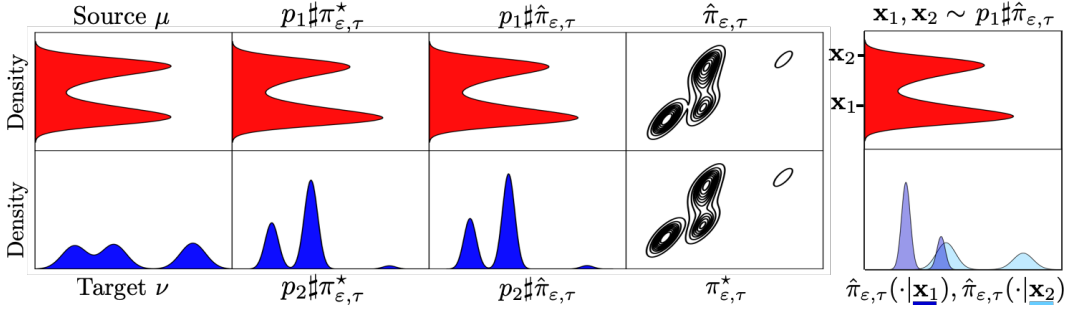 Source μ
p₁♯π⋆ε,τ
p₁♯π̂ε,τ
π̂ε,τ
x₁, x₂ ∼ p₁♯π̂ε,τ
Density
x₂
x₁
Density
Target ν
p₂♯π⋆ε,τ
p₂♯π̂ε,τ
π⋆ε,τ
π̂ε,τ(·|x₁), π̂ε,τ(·|x₂)